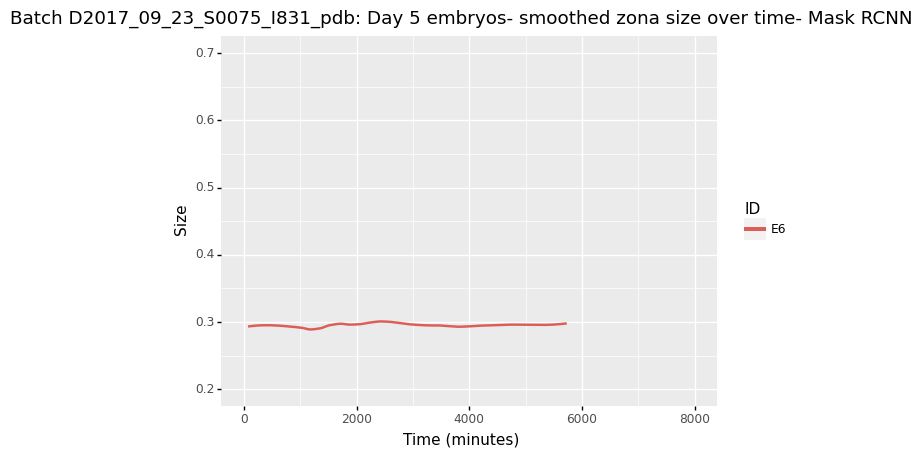 Batch D2017_09_23_S0075_I831_pdb: Day 5 embryos- smoothed zona size over time- Mask RCNN
0.7
0.6
0.5
0.4
0.3
0.2
Size
0 2000 4000 6000 8000
Time (minutes)
ID
E6